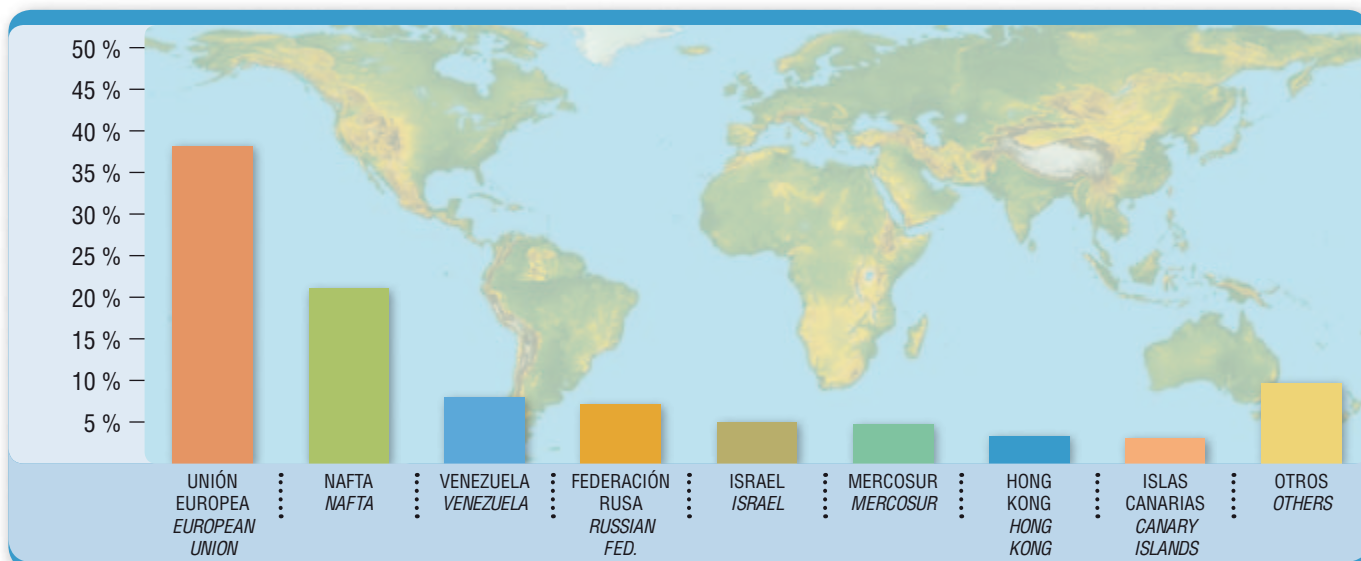 50 %
45 %
40 %
35 %
30 %
25 %
20 %
15 %
10 %
5 %
UNIÓN
EUROPEA
EUROPEAN
UNION
NAFTA
NAFTA
VENEZUELA
VENEZUELA
FEDERACIÓN
RUSA
RUSSIAN
FED.
ISRAEL
ISRAEL
MERCOSUR
MERCOSUR
HONG
KONG
HONG
KONG
ISLAS
CANARIAS
CANARY
ISLANDS
OTROS
OTHERS